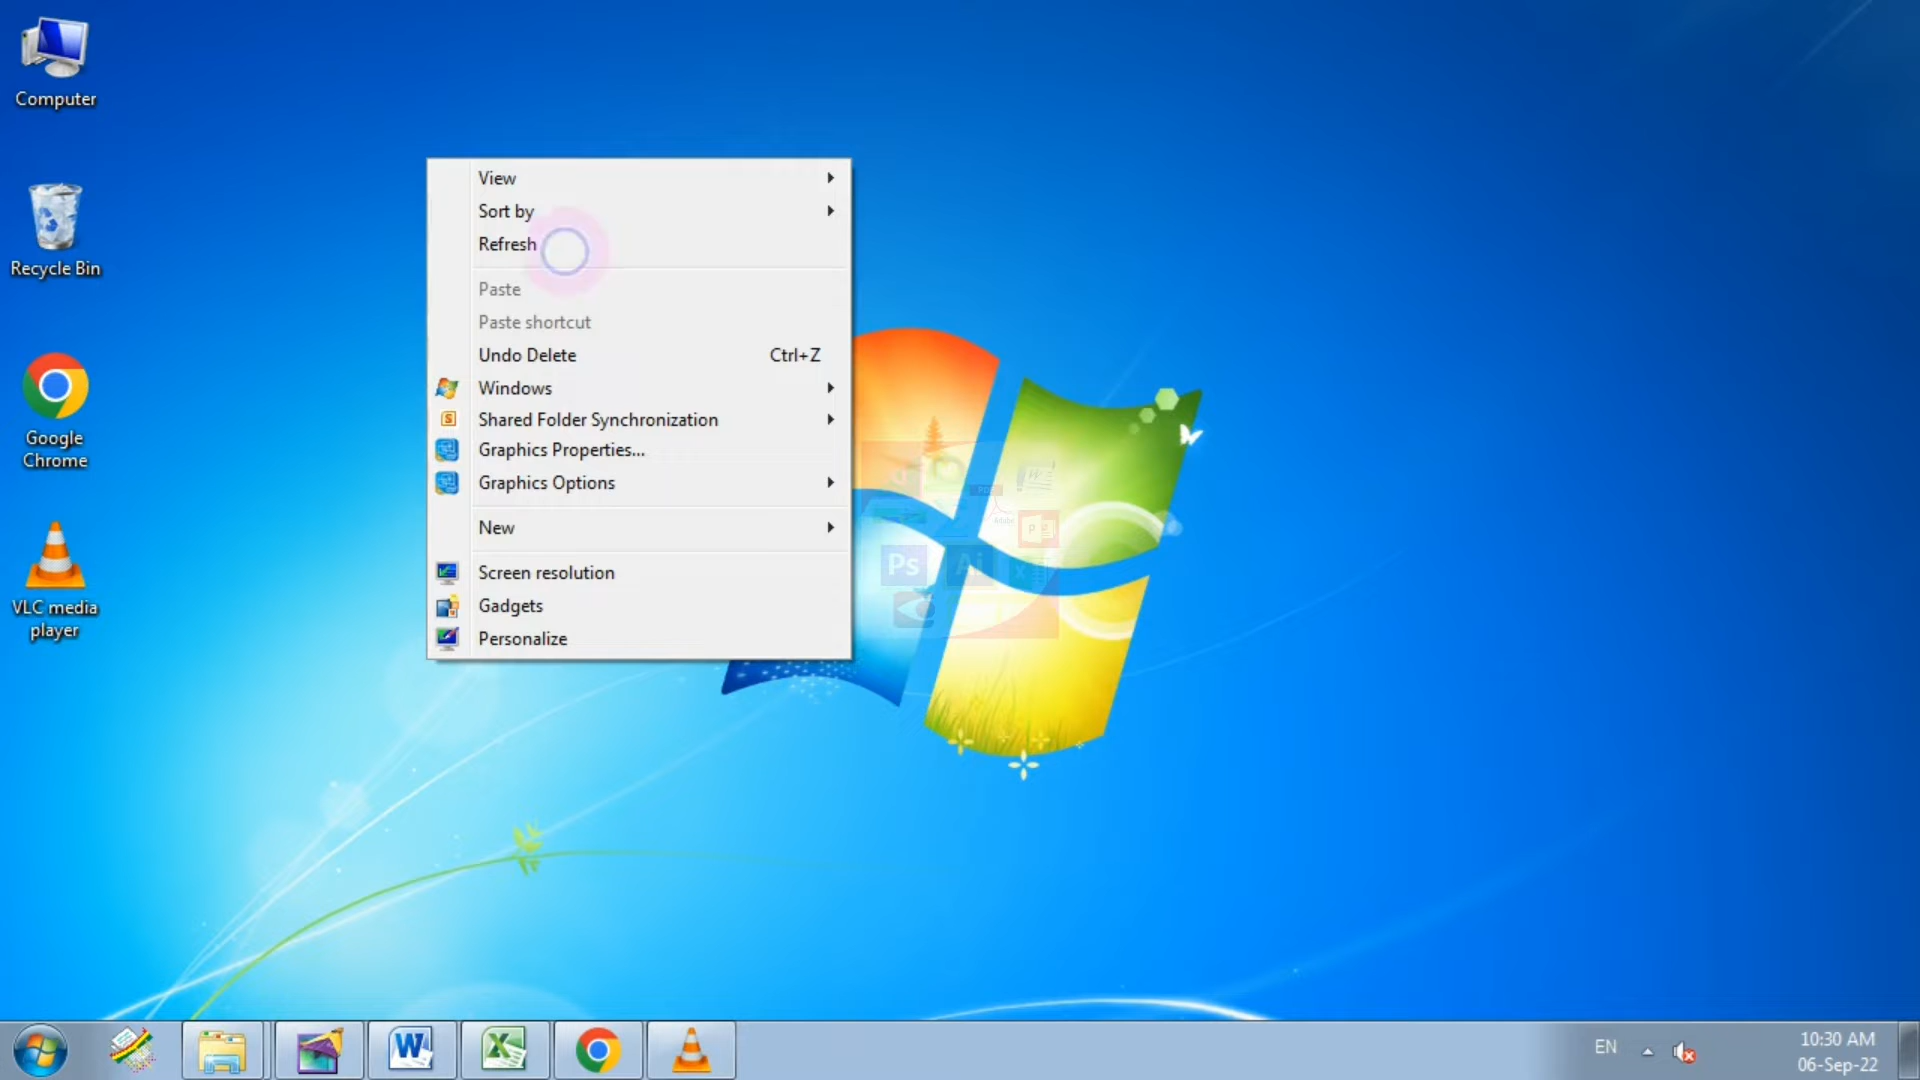 Computer
Recycle Bin
Google
Chrome
VLC media
player
View
Sort by
Refresh
Paste
Paste shortcut
Undo Delete Ctrl+Z
Windows
Shared Folder Synchronization
Graphics Properties...
Graphics Options
New
Screen resolution
Gadgets
Personalize
Ps
Ai
EN
10:30 AM
06-Sep-22